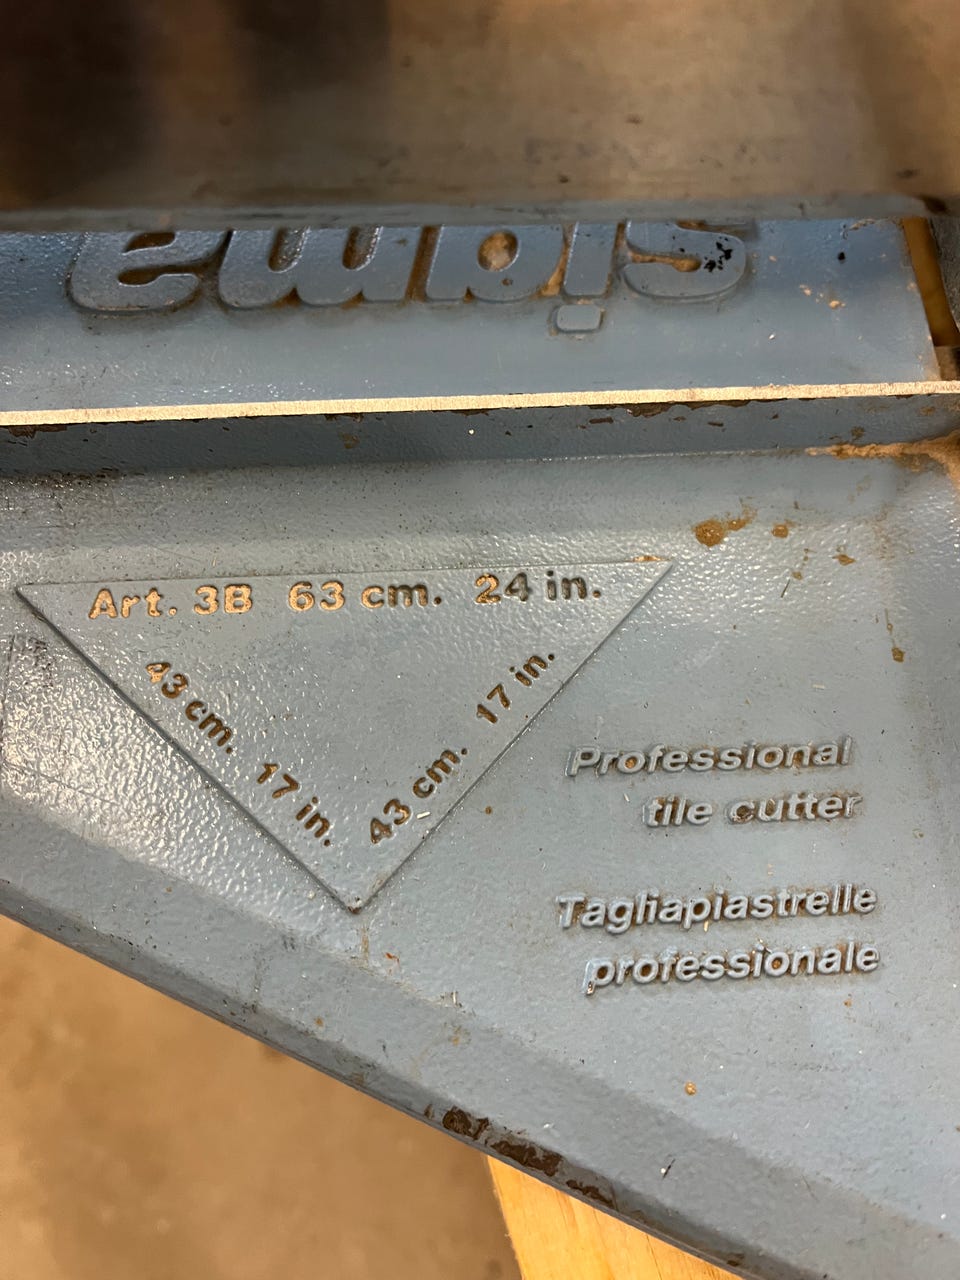 sigma
Art. 3B 63 cm. 24 in.
43 cm. 17 in.
43 cm. 17 in.
Professional
tile cutter
Tagliapiastrelle
professionale